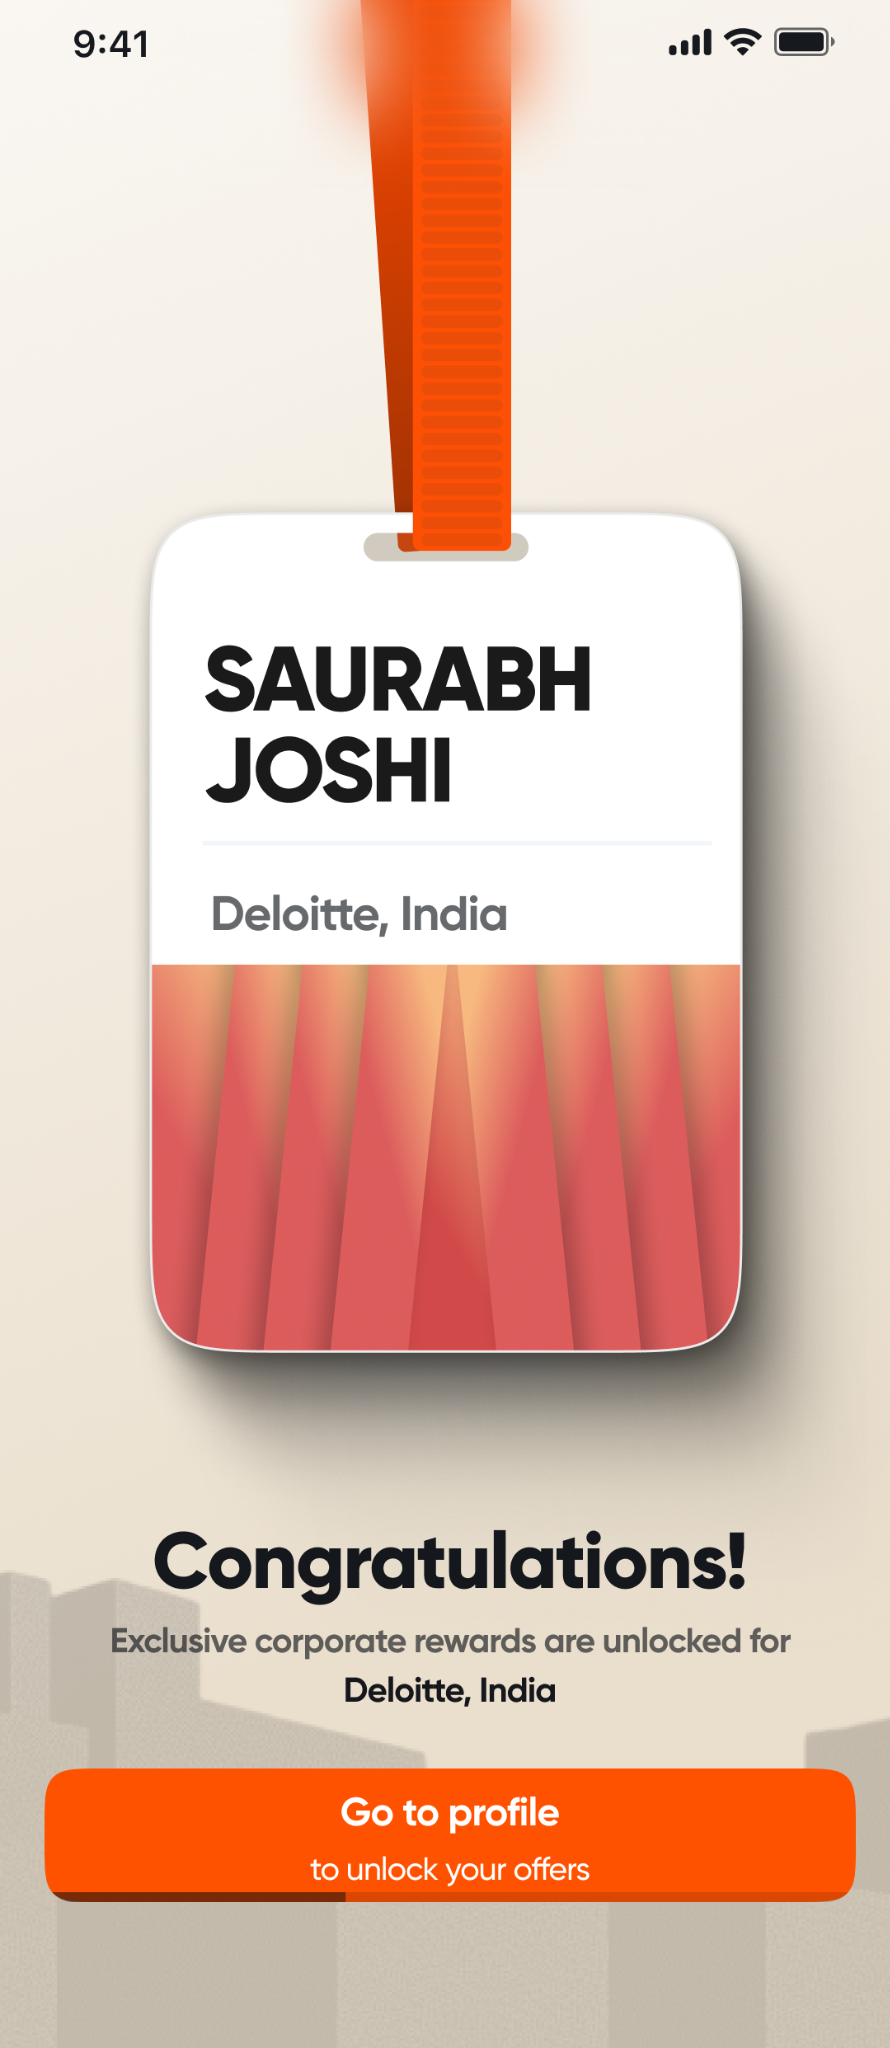 9:41
SAURABH
JOSHI
Deloitte, India
Congratulations!
Exclusive corporate rewards are unlocked for
Deloitte, India
Go to profile
to unlock your offers